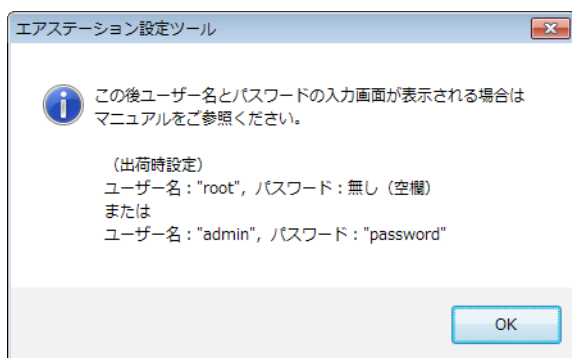 エアステーション設定ツール
この後ユーザー名とパスワードの入力画面が表示される場合は
マニュアルをご参照ください。
（出荷時設定）
ユーザー名："root"，パスワード：無し（空欄）
または
ユーザー名："admin"，パスワード："password"
OK